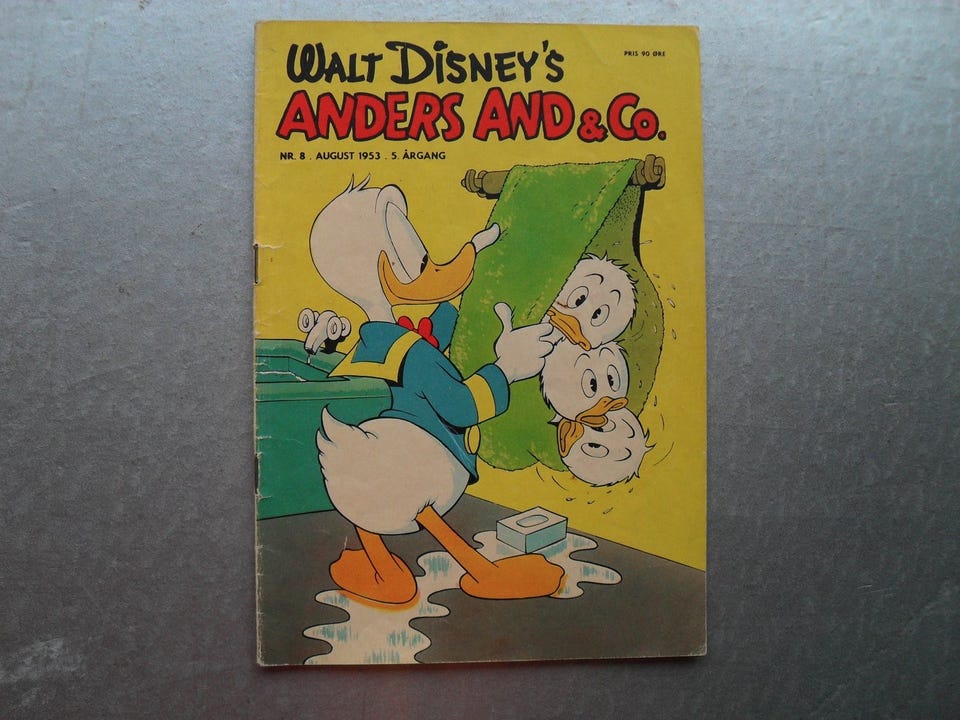 WALT DISNEY'S
PRIS 90 ØRE
ANDERS AND & CO.
NR. 8 . AUGUST 1953 . 5. ÅRGANG